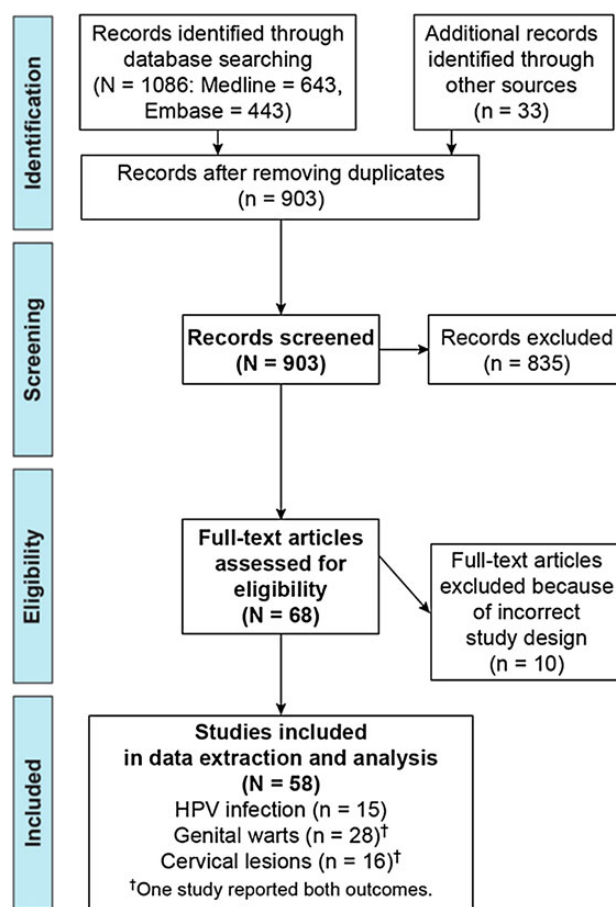 Identification
Records identified through
database searching
(N = 1086: Medline = 643,
Embase = 443)
Additional records
identified through
other sources
(n = 33)
Records after removing duplicates
(n = 903)
Screening
Records screened
(N = 903)
Records excluded
(n = 835)
Eligibility
Full-text articles
assessed for
eligibility
(N = 68)
Full-text articles
excluded because
of incorrect
study design
(n = 10)
Included
Studies included
in data extraction and analysis
(N = 58)
HPV infection (n = 15)
Genital warts (n = 28)†
Cervical lesions (n = 16)†
†One study reported both outcomes.